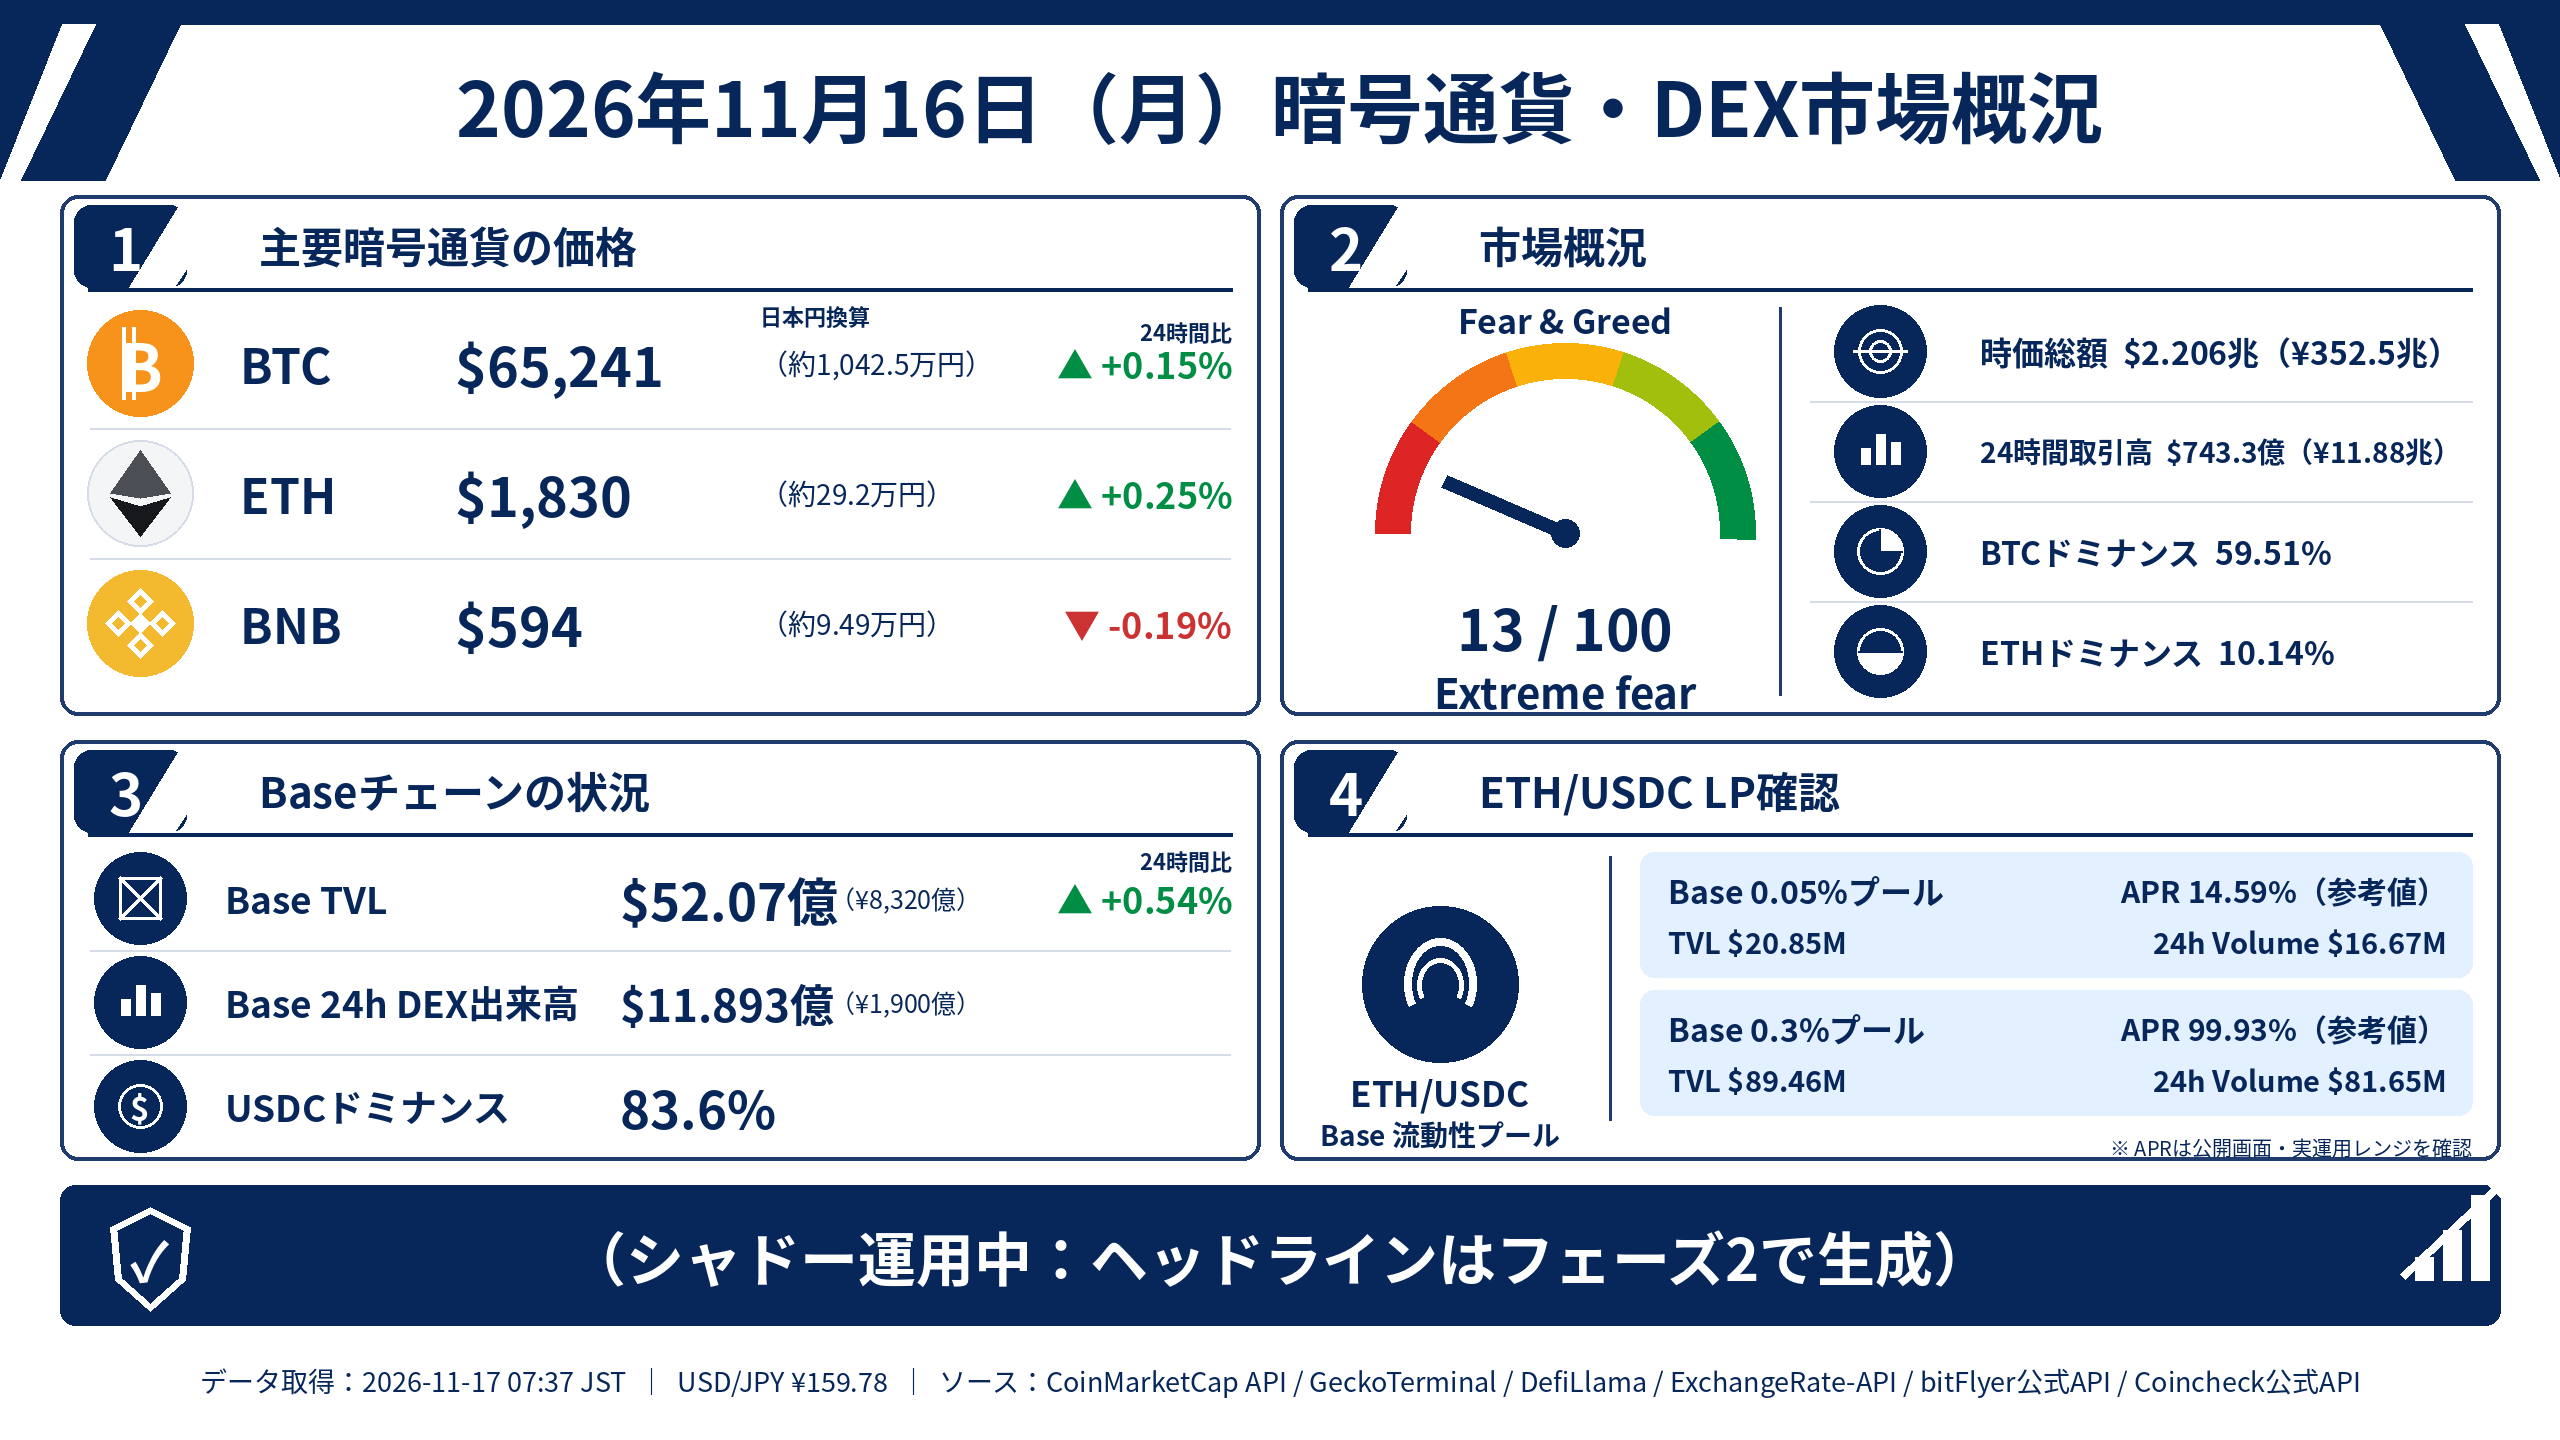 2026年11月16日（月）暗号通貨・DEX市場概況
1 主要暗号通貨の価格
日本円換算
24時間比
BTC $65,241 （約1,042.5万円） ▲ +0.15%
ETH $1,830 （約29.2万円） ▲ +0.25%
BNB $594 （約9.49万円） ▼ -0.19%
2 市場概況
Fear & Greed
13 / 100
Extreme fear
時価総額 $2.206兆（¥352.5兆）
24時間取引高 $743.3億（¥11.88兆）
BTCドミナンス 59.51%
ETHドミナンス 10.14%
3 Baseチェーンの状況
24時間比
Base TVL $52.07億（¥8,320億） ▲ +0.54%
Base 24h DEX出来高 $11.893億（¥1,900億）
$ USDCドミナンス 83.6%
4 ETH/USDC LP確認
ETH/USDC
Base 流動性プール
Base 0.05%プール APR 14.59%（参考値）
TVL $20.85M 24h Volume $16.67M
Base 0.3%プール APR 99.93%（参考値）
TVL $89.46M 24h Volume $81.65M
※ APRは公開画面・実運用レンジを確認
（シャドー運用中：ヘッドラインはフェーズ2で生成）
データ取得：2026-11-17 07:37 JST ｜ USD/JPY ¥159.78 ｜ ソース：CoinMarketCap API / GeckoTerminal / DefiLlama / ExchangeRate-API / bitFlyer公式API / Coincheck公式API